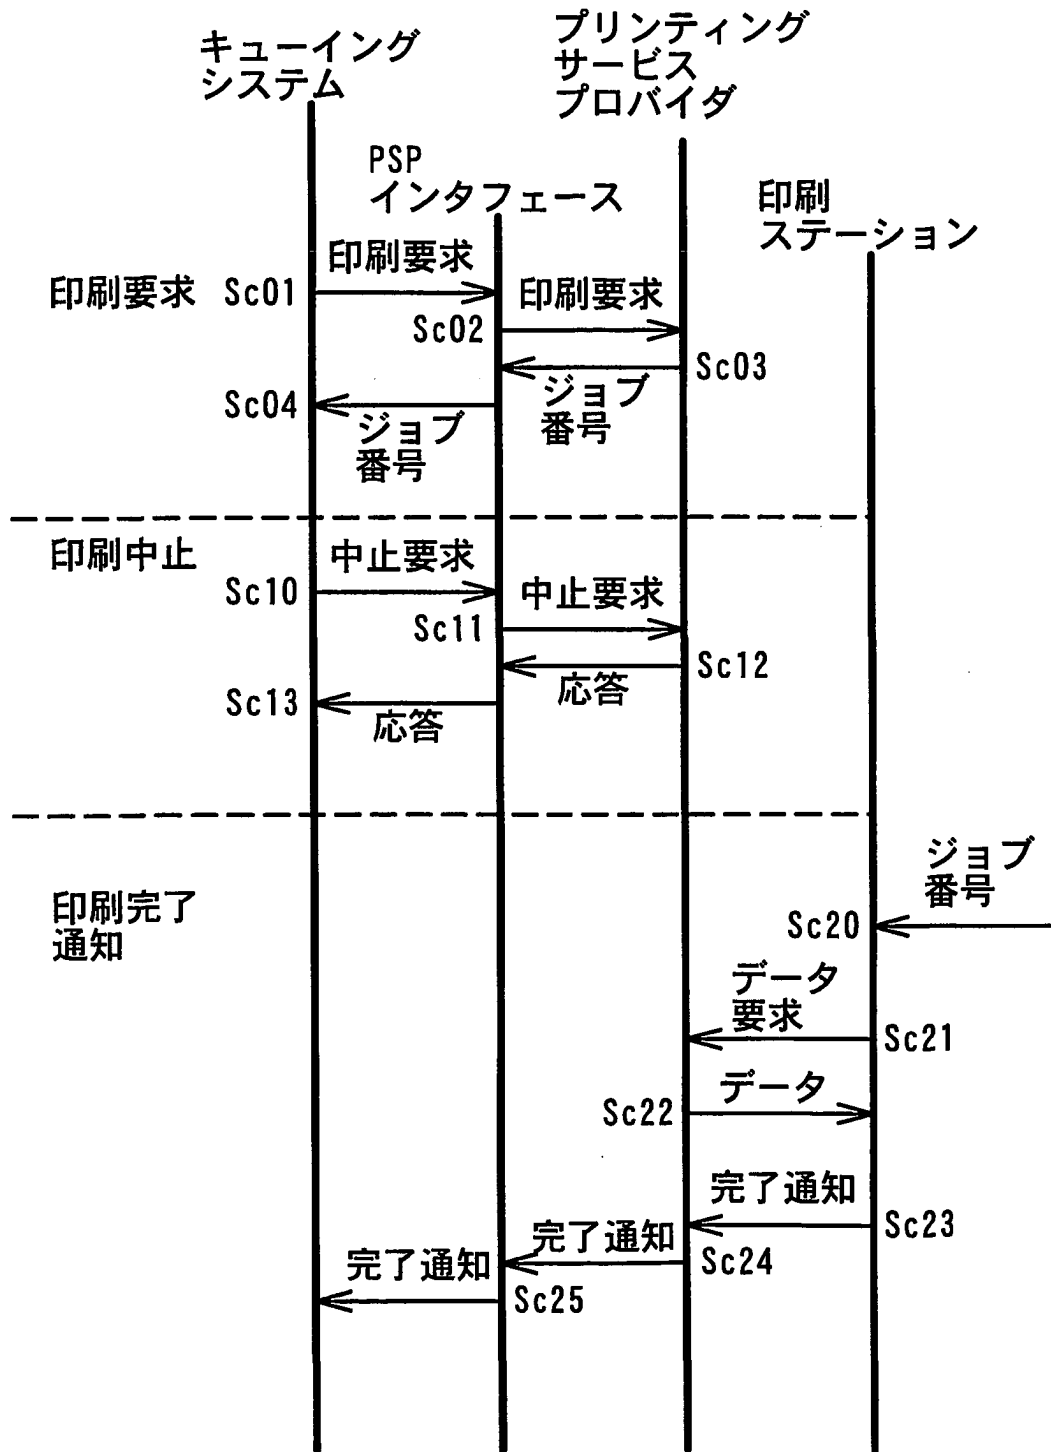 キューイング
システム
プリンティング
サービス
プロバイダ
PSP
インタフェース
印刷
ステーション
印刷要求
Sc01
印刷要求
Sc02
印刷要求
Sc03
ジョブ
番号
Sc04
ジョブ
番号
印刷中止
中止要求
Sc10
中止要求
Sc11
Sc12
応答
Sc13
応答
印刷完了
通知
ジョブ
番号
Sc20
データ
要求
Sc21
データ
Sc22
完了通知
Sc23
完了通知
Sc24
完了通知
Sc25